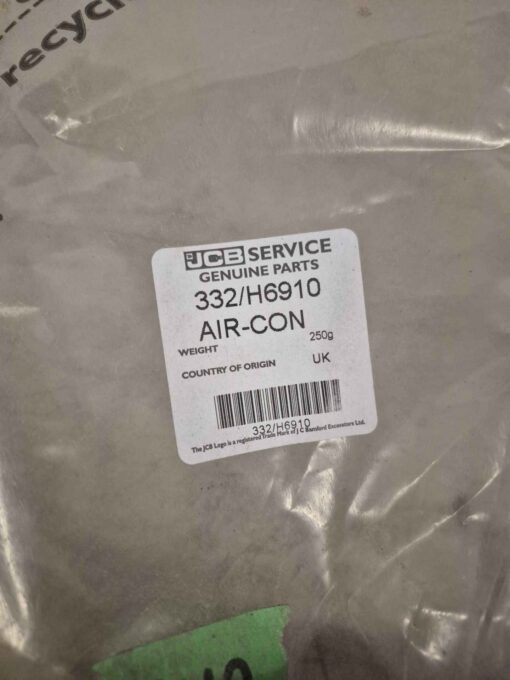 recycl
JCB SERVICE
GENUINE PARTS
332/H6910
AIR-CON
WEIGHT 250g
COUNTRY OF ORIGIN UK
332/H6910
The JCB Logo is a registered Trade Mark of J C Bamford Excavators Ltd.